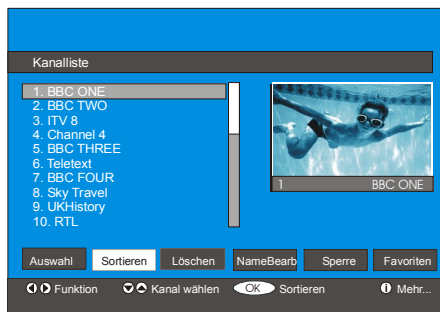 Kanalliste
1. BBC ONE
2. BBC TWO
3. ITV 8
4. Channel 4
5. BBC THREE
6. Teletext
7. BBC FOUR
8. Sky Travel
9. UKHistory
10. RTL
1 BBC ONE
Auswahl Sortieren Löschen NameBearb Sperre Favoriten
Funktion Kanal wählen OK Sortieren i Mehr...